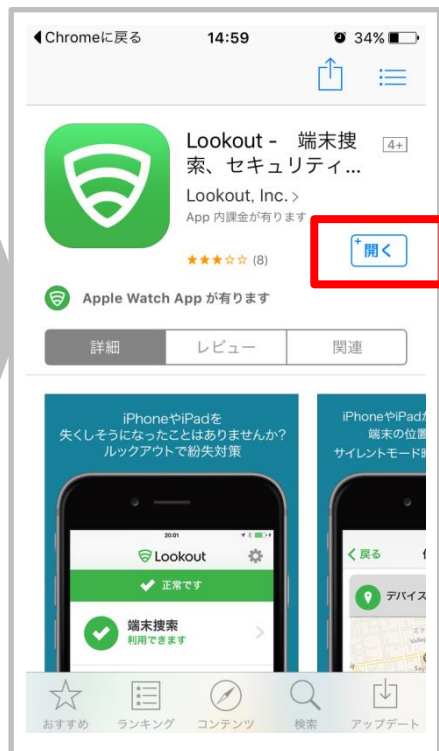 Chromeに戻る 14:59 34%
Lookout - 端末捜
索、セキュリティ... 4+
Lookout, Inc. >
App 内課金が有ります
+開く
★★★☆☆ (8)
Apple Watch App が有ります
詳細 レビュー 関連
iPhoneやiPadを
失くしそうになったことはありませんか?
ルックアウトで紛失対策
20:01
Lookout
正常です
端末捜索
利用できます
iPhoneやiPadが
端末の位置
サイレントモード時
戻る
デバイス
おすすめ ランキング コンテンツ 検索 アップデート